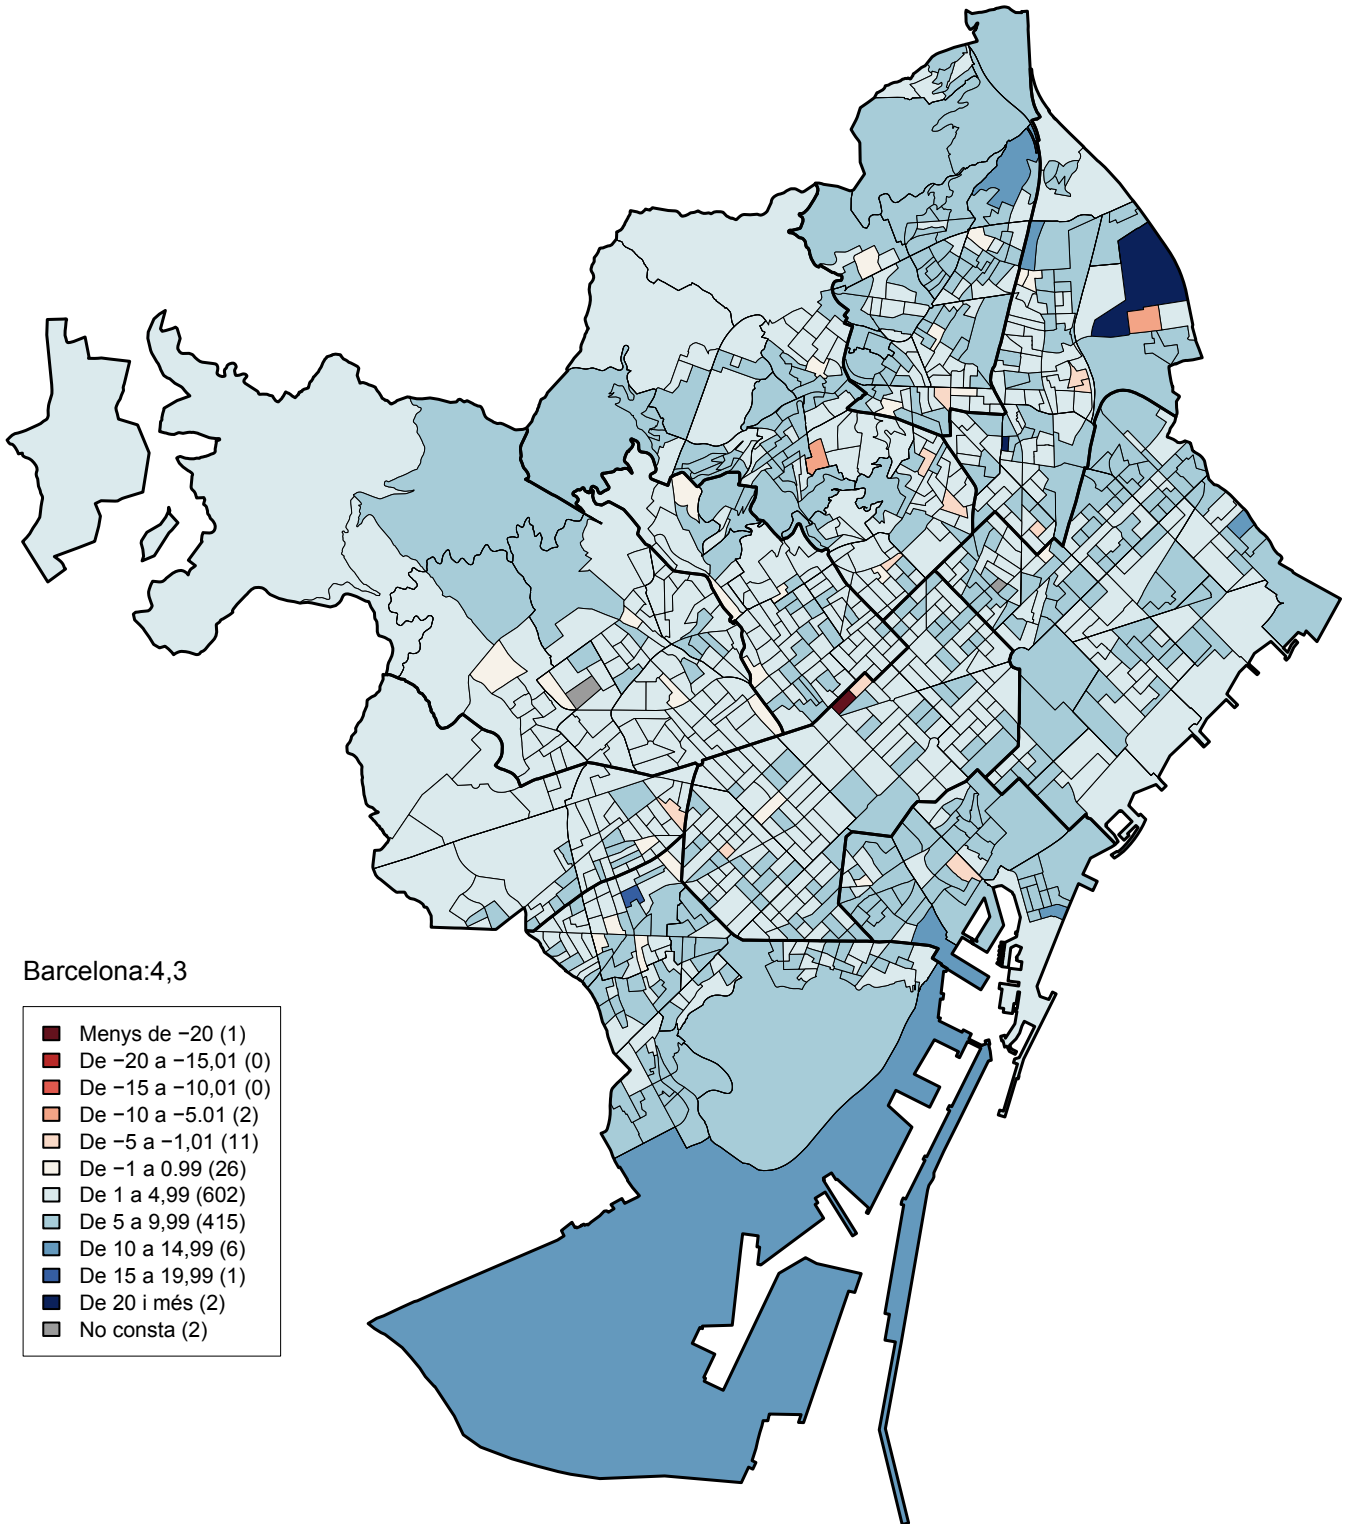 Barcelona:4,3
Menys de −20 (1)
De −20 a −15,01 (0)
De −15 a −10,01 (0)
De −10 a −5.01 (2)
De −5 a −1,01 (11)
De −1 a 0.99 (26)
De 1 a 4,99 (602)
De 5 a 9,99 (415)
De 10 a 14,99 (6)
De 15 a 19,99 (1)
De 20 i més (2)
No consta (2)